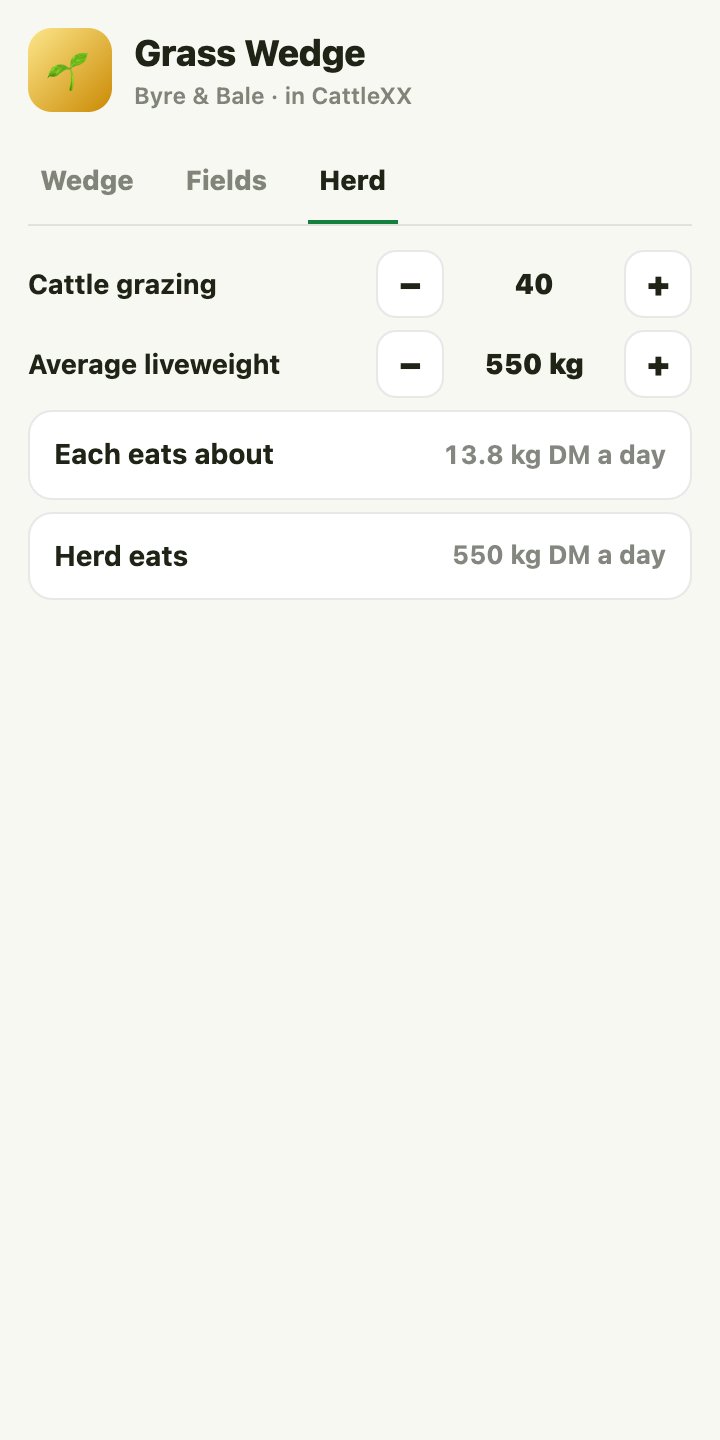 Grass Wedge
Byre & Bale · in CattleXX
Wedge Fields Herd
Cattle grazing − 40 +
Average liveweight − 550 kg +
Each eats about 13.8 kg DM a day
Herd eats 550 kg DM a day